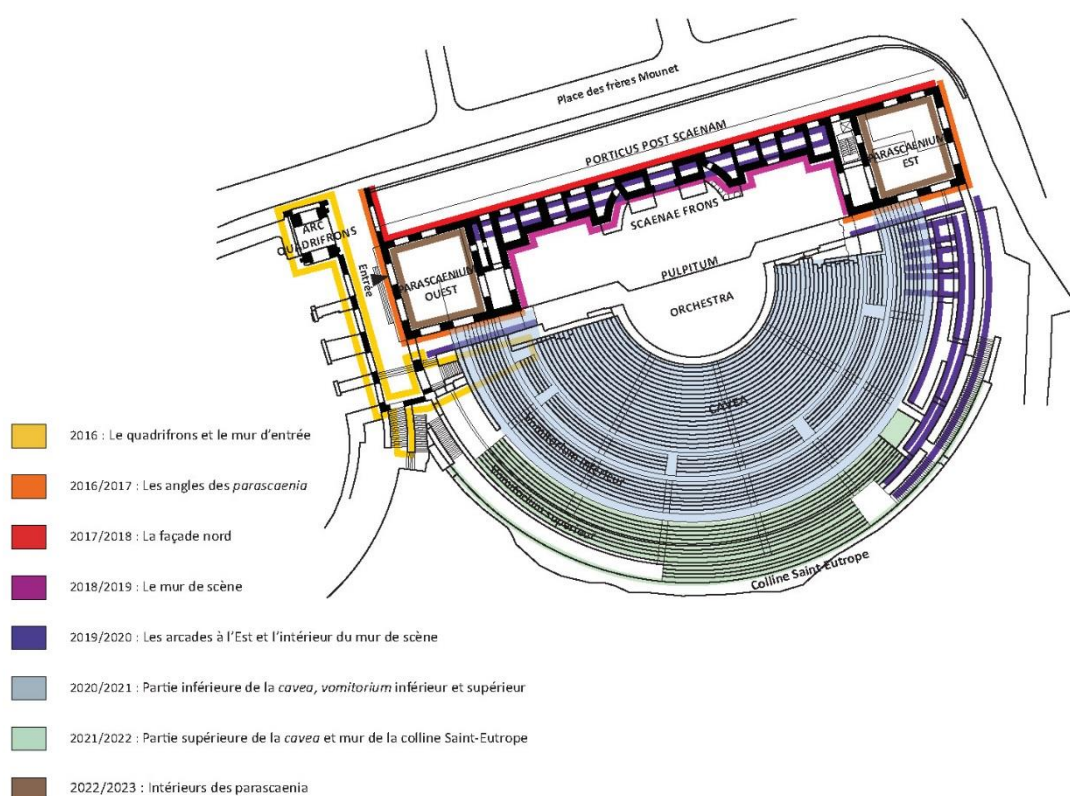 Place des frères Mounet
PORTICUS POST SCAENAM
PARASCAENIUM
EST
ARC
QUADRIFRONS
SCAENAE FRONS
Entrée
PARASCAENIUM
OUEST
PULPITUM
ORCHESTRA
CAVEA
Vomitorium inférieur
Vomitorium supérieur
Colline Saint-Eutrope
2016 : Le quadrifrons et le mur d'entrée
2016/2017 : Les angles des parascaenia
2017/2018 : La façade nord
2018/2019 : Le mur de scène
2019/2020 : Les arcades à l'Est et l'intérieur du mur de scène
2020/2021 : Partie inférieure de la cavea, vomitorium inférieur et supérieur
2021/2022 : Partie supérieure de la cavea et mur de la colline Saint-Eutrope
2022/2023 : Intérieurs des parascaenia